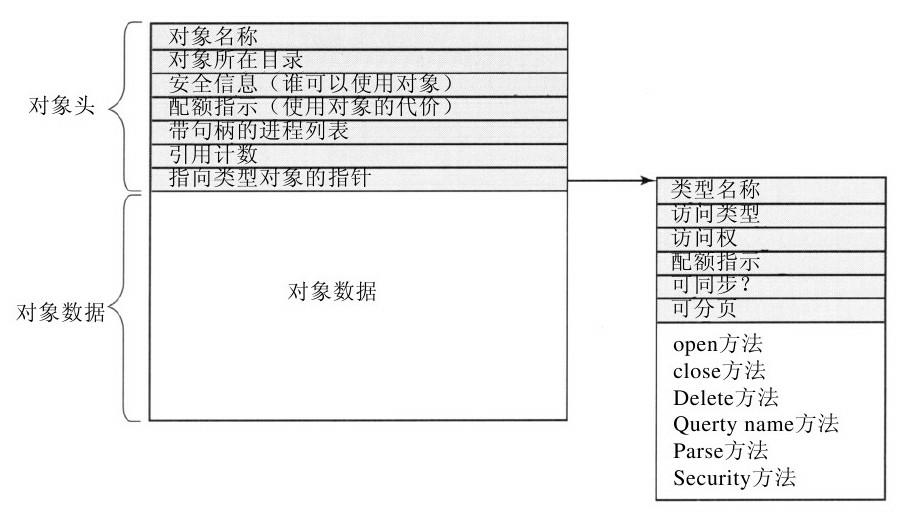 对象头
对象名称
对象所在目录
安全信息（谁可以使用对象）
配额指示（使用对象的代价）
带句柄的进程列表
引用计数
指向类型对象的指针
对象数据
对象数据
类型名称
访问类型
访问权
配额指示
可同步？
可分页
open方法
close方法
Delete方法
Querty name方法
Parse方法
Security方法